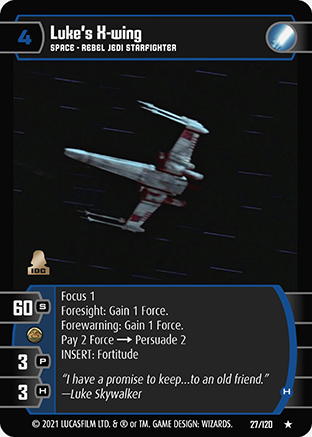 4
Luke's X-wing
SPACE - REBEL JEDI STARFIGHTER
IDC
60 S
3 P
3 H
Focus 1
Foresight: Gain 1 Force.
Forewarning: Gain 1 Force.
Pay 2 Force → Persuade 2
INSERT: Fortitude
“I have a promise to keep...to an old friend.”
—Luke Skywalker
H
© 2021 LUCASFILM LTD. & ® or TM. GAME DESIGN: WIZARDS. 27/120 ★